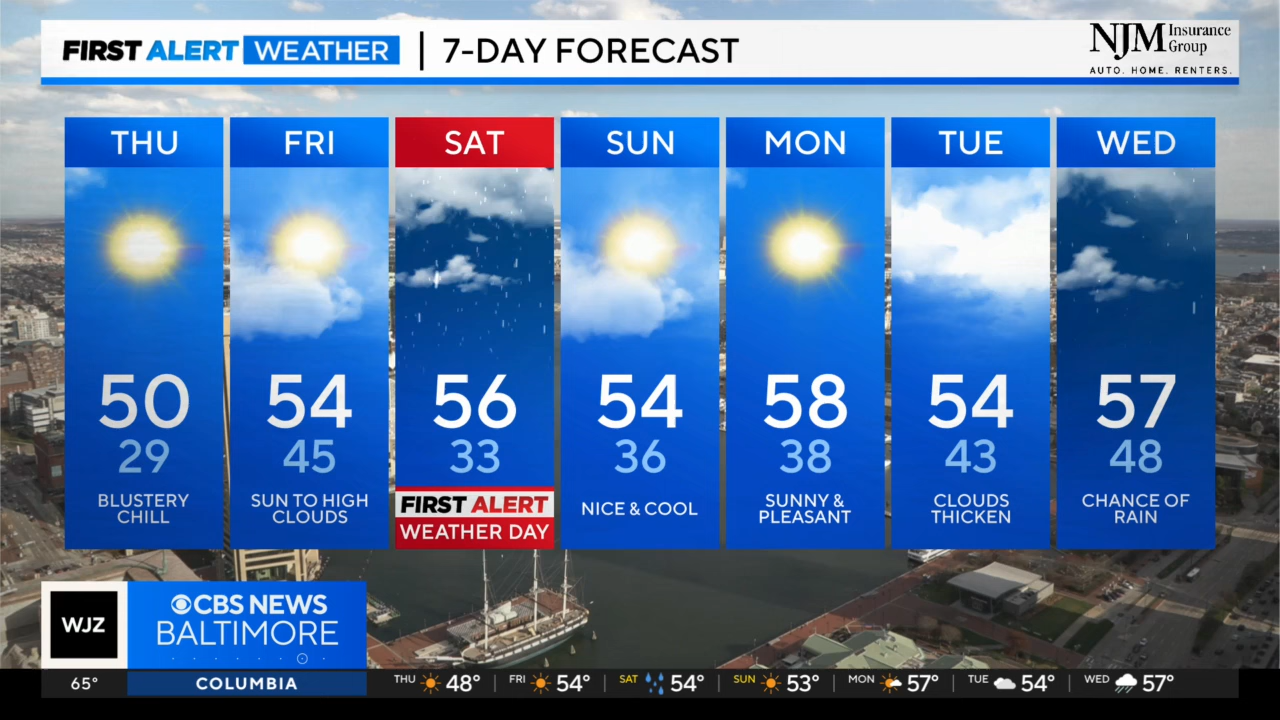 FIRST ALERT WEATHER | 7-DAY FORECAST
NJM Insurance Group
AUTO. HOME. RENTERS.
THU
50
29
BLUSTERY
CHILL
FRI
54
45
SUN TO HIGH
CLOUDS
SAT
56
33
FIRST ALERT
WEATHER DAY
SUN
54
36
NICE & COOL
MON
58
38
SUNNY &
PLEASANT
TUE
54
43
CLOUDS
THICKEN
WED
57
48
CHANCE OF
RAIN
WJZ
CBS NEWS
BALTIMORE
65° COLUMBIA THU 48° | FRI 54° | SAT 54° | SUN 53° | MON 57° | TUE 54° | WED 57°